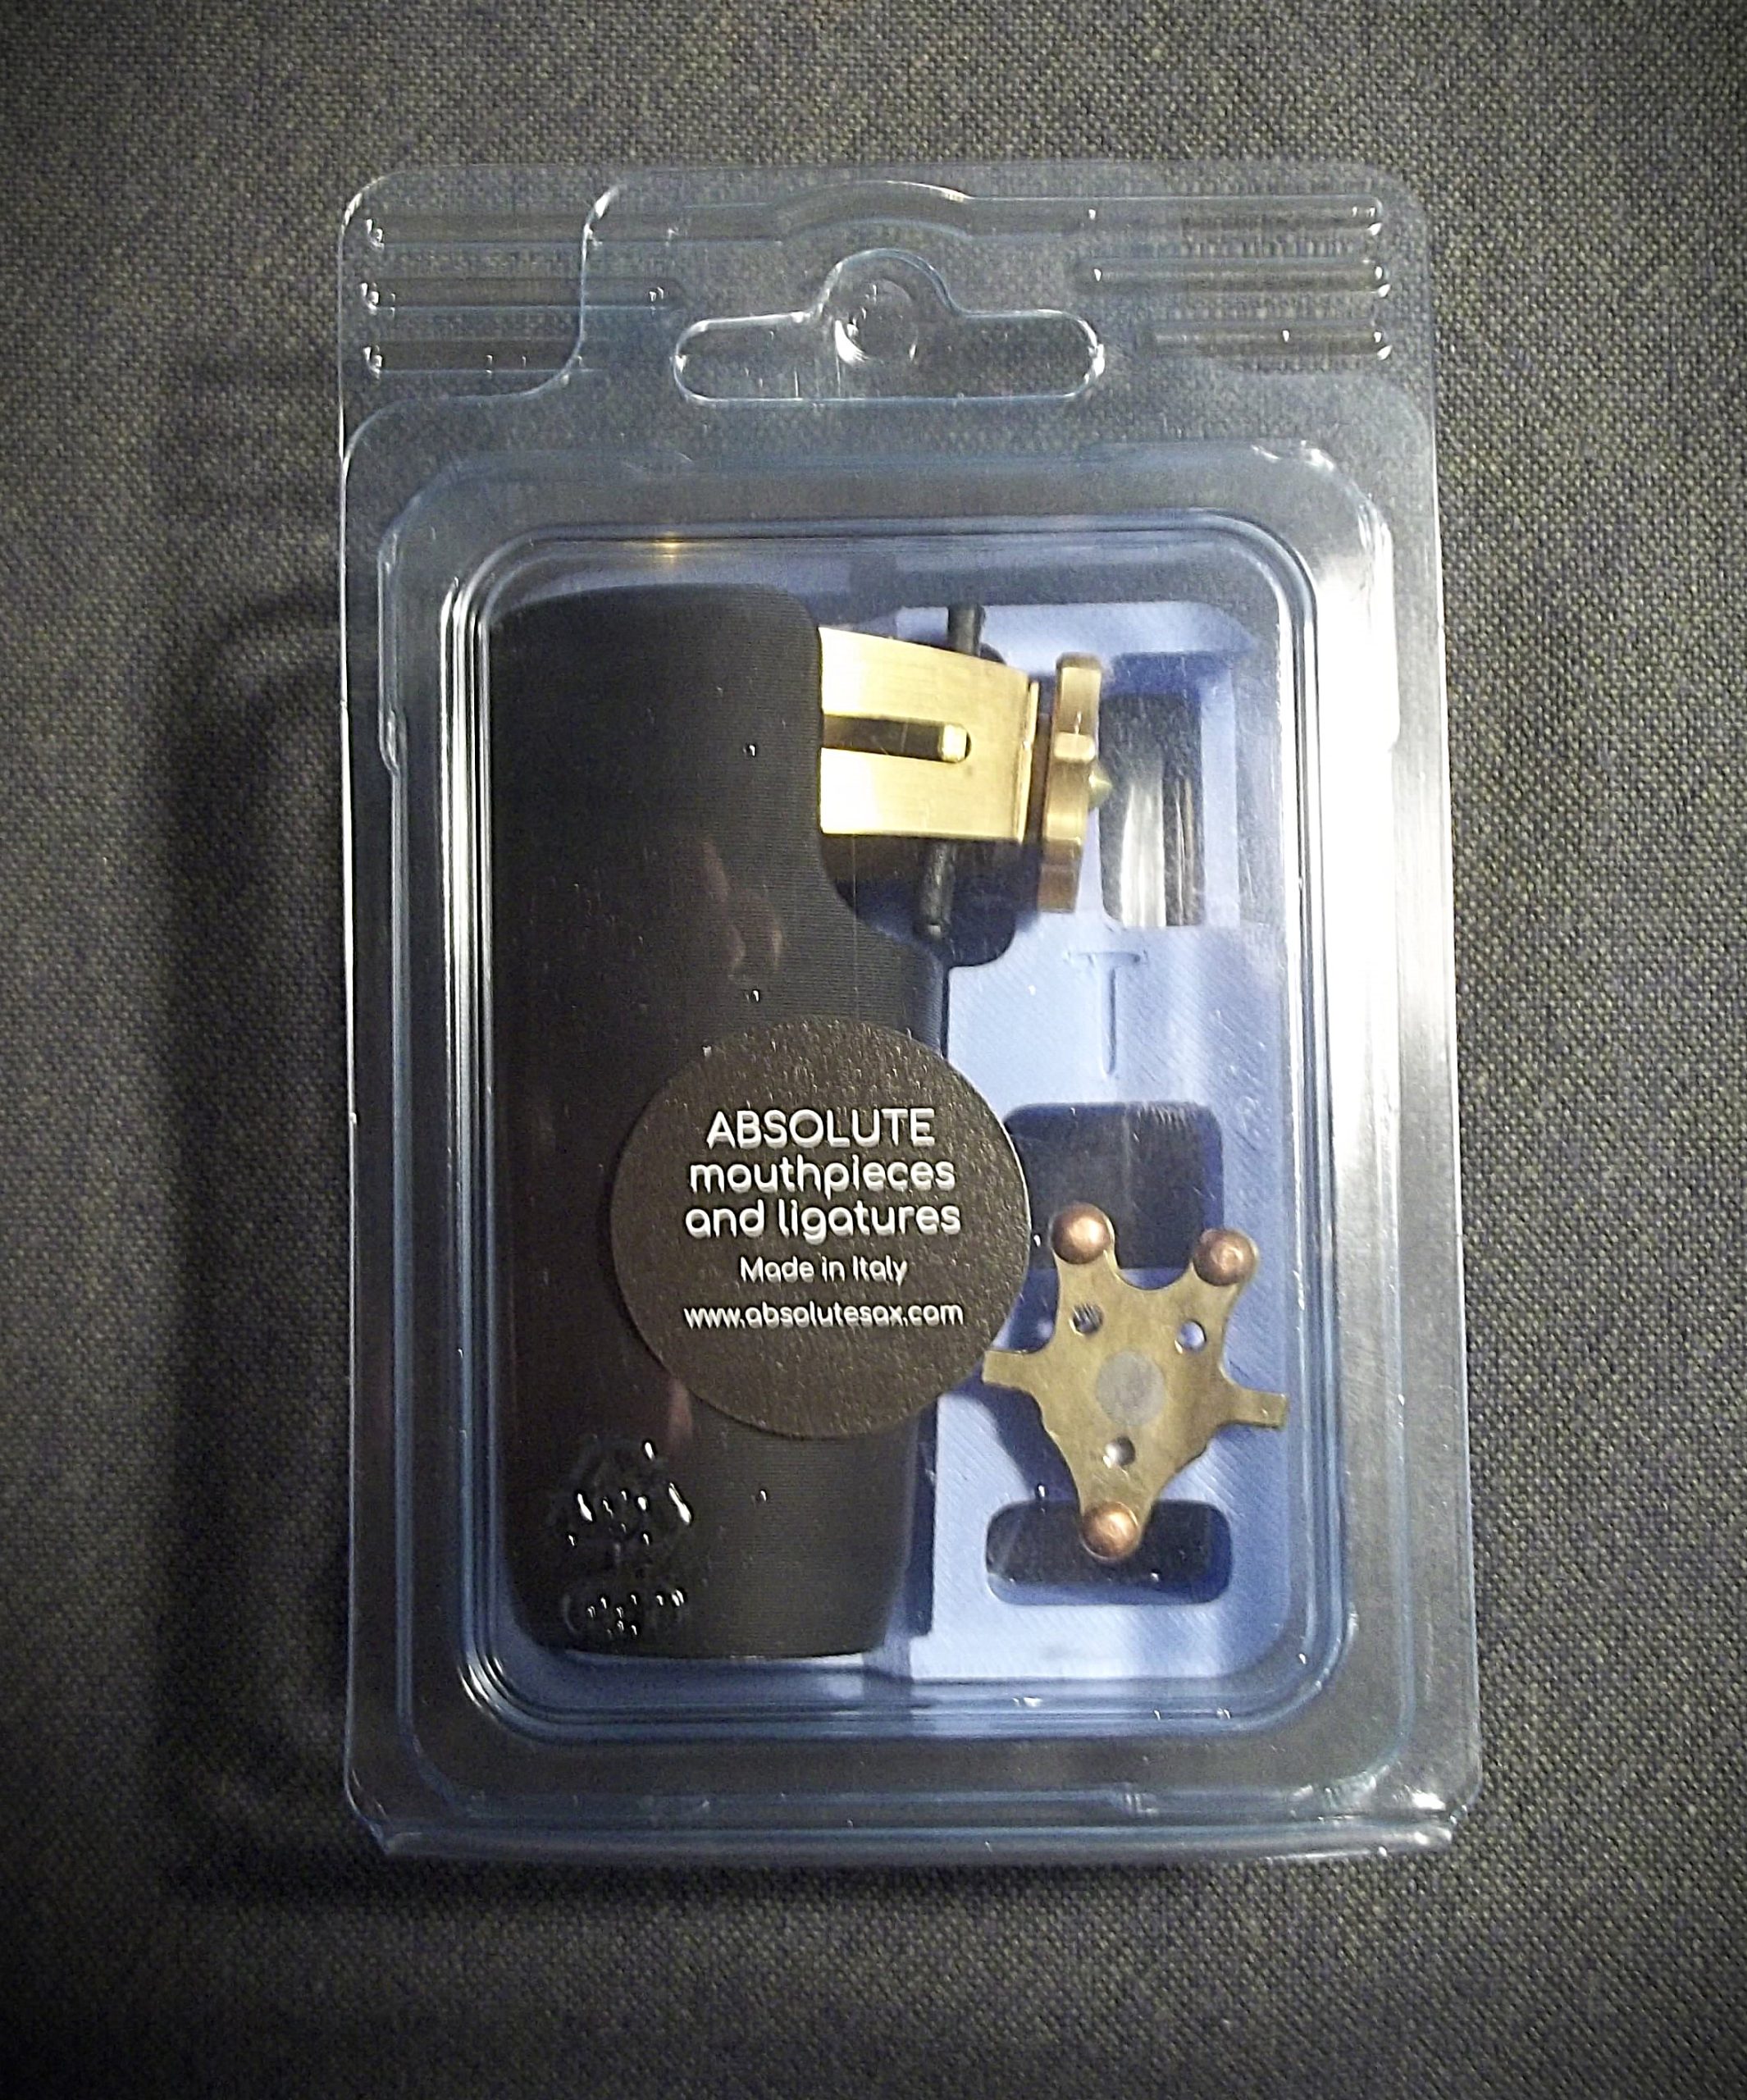 T
ABSOLUTE
mouthpieces
and ligatures
Made in Italy
www.absolutesax.com